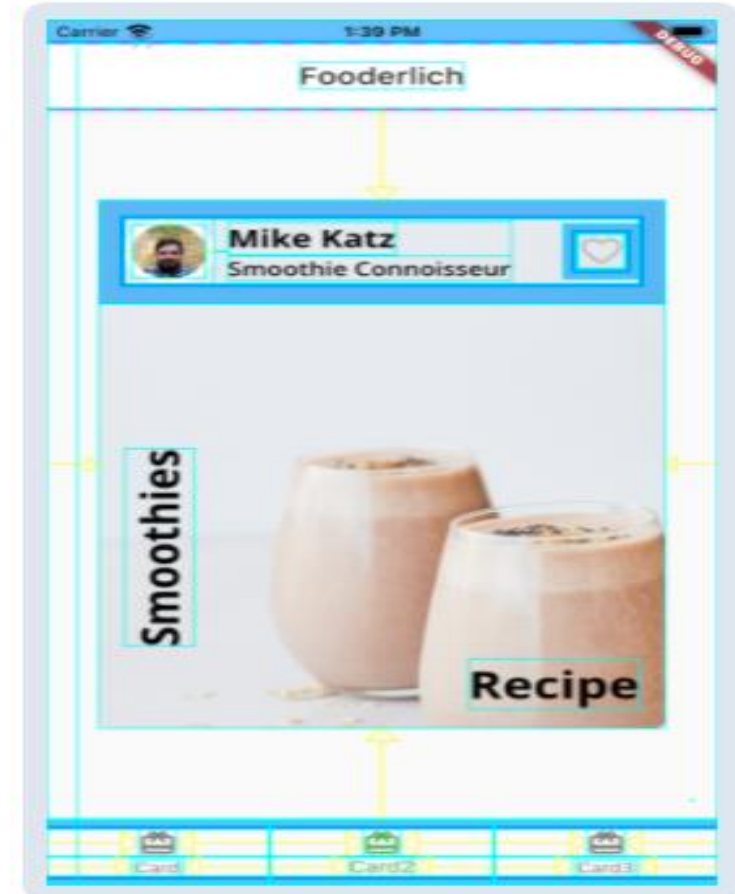 Carrier
1:39 PM
DEBUG
Fooderlich
Mike Katz
Smoothie Connoisseur
Smoothies
Recipe
Card
Card2
Card3